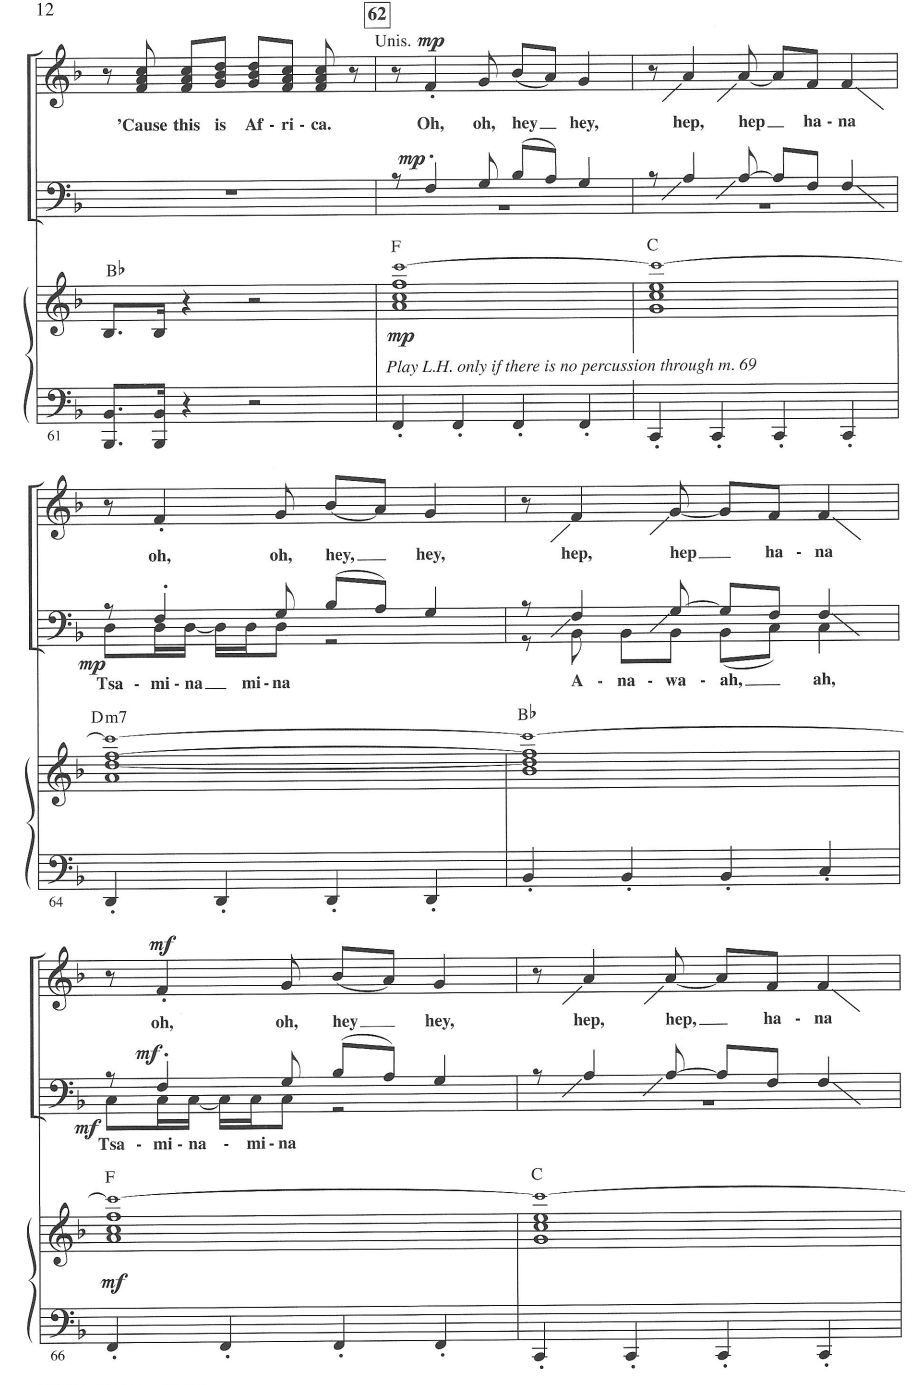 12
62
Unis. mp
'Cause this is Af - ri - ca. Oh, oh, hey hey, hep, hep ha - na
mp
B♭ F C
mp
Play L.H. only if there is no percussion through m. 69
61
oh, oh, hey, hey, hep, hep ha - na
mp
Tsa - mi - na mi - na A - na - wa - ah, ah,
Dm7 B♭
64
mf
oh, oh, hey hey, hep, hep, ha - na
mf
mf
Tsa - mi - na - mi - na
F C
mf
66